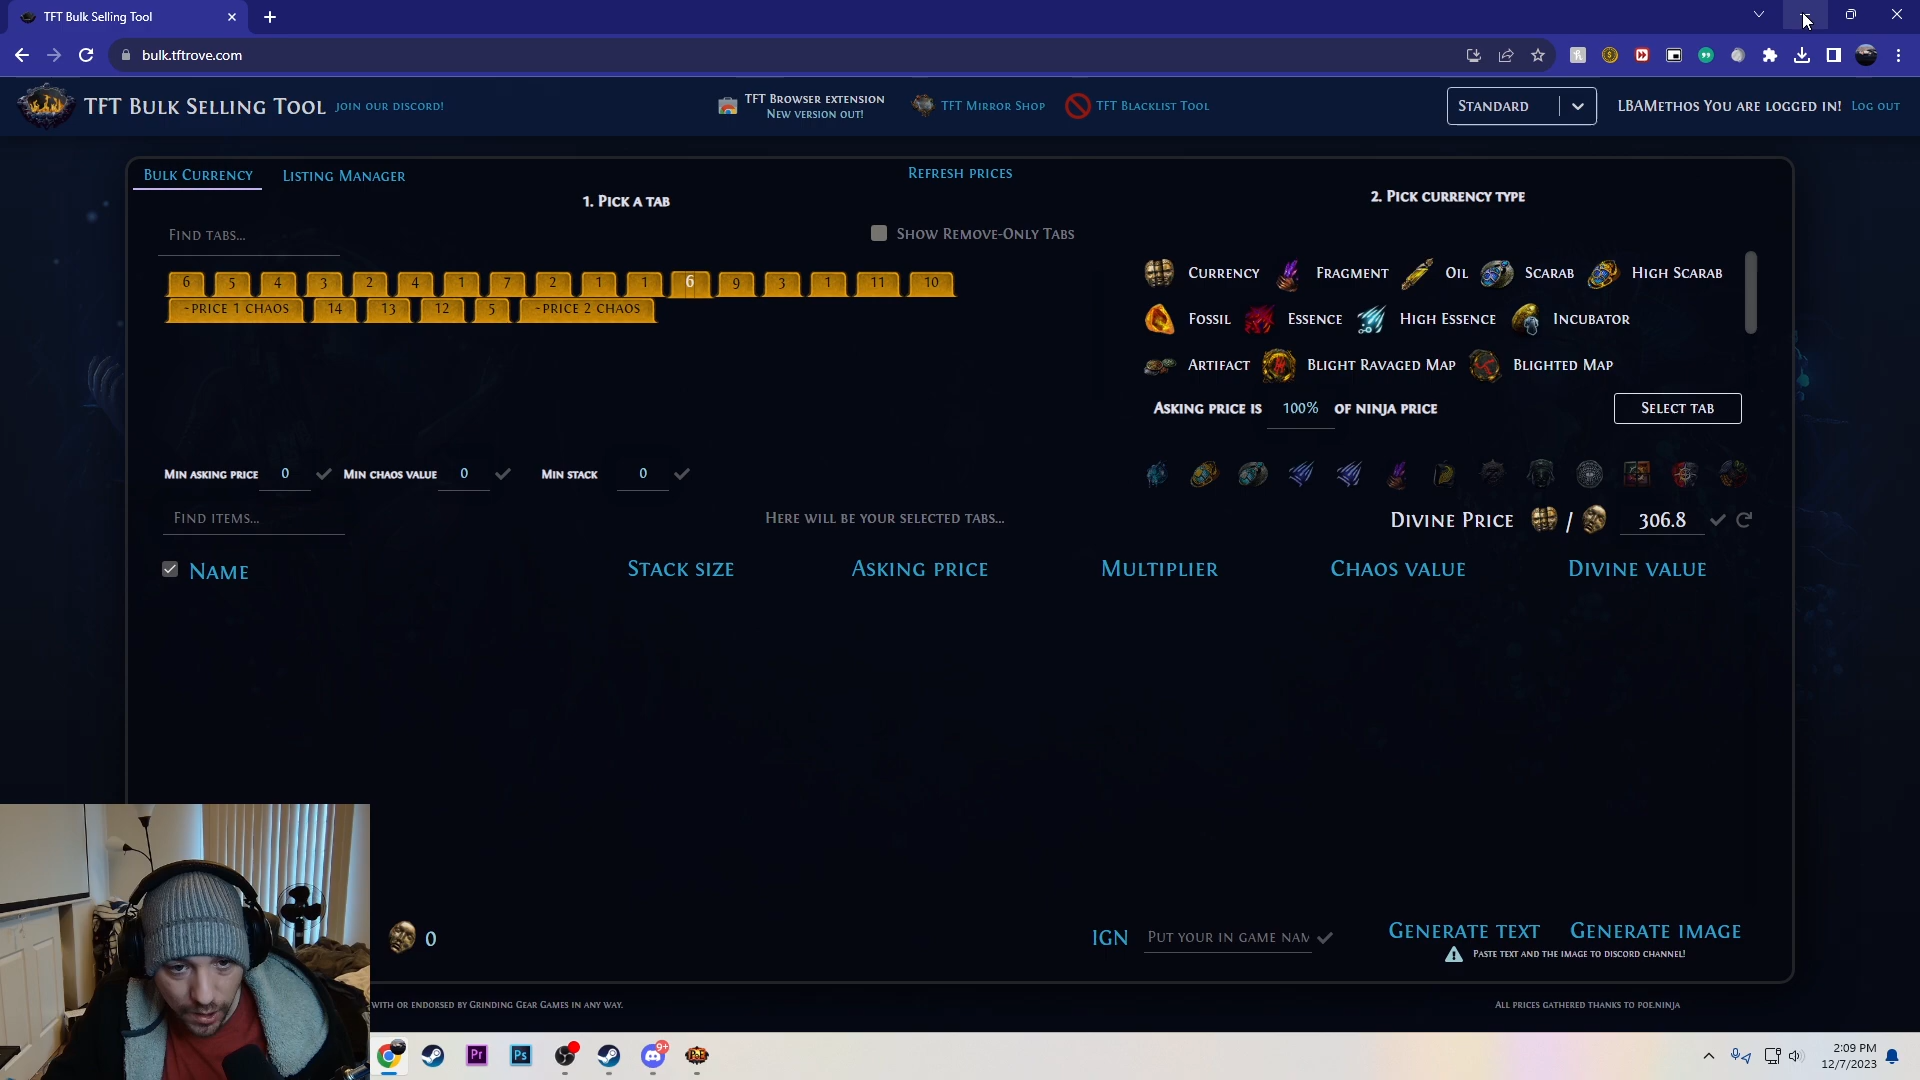 TFT Bulk Selling Tool
bulk.tftrove.com
TFT Bulk Selling Tool
Join our discord!
TFT Browser extension
New version out!
TFT Mirror Shop
TFT Blacklist Tool
Standard
LBAMethos You are logged in!
Log out
Bulk Currency
Listing Manager
Refresh prices
1. Pick a tab
2. Pick currency type
Find tabs...
Show Remove-Only Tabs
6 5 4 3 2 4 1 7 2 1 1 6 9 3 1 11 10
~price 1 chaos 14 13 12 5 ~price 2 chaos
Currency Fragment Oil Scarab High Scarab
Fossil Essence High Essence Incubator
Artifact Blight Ravaged Map Blighted Map
Asking price is 100% of ninja price
Select tab
Min asking price 0 Min chaos value 0 Min stack 0
Find items...
Here will be your selected tabs...
Divine Price / 306.8
Name Stack size Asking price Multiplier Chaos value Divine value
0
IGN
Put your in game nam
Generate text Generate image
Paste text and the image to discord channel!
with or endorsed by Grinding Gear Games in any way.
All prices gathered thanks to poe.ninja
Pr
Ps
9+
PoE
2:09 PM
12/7/2023